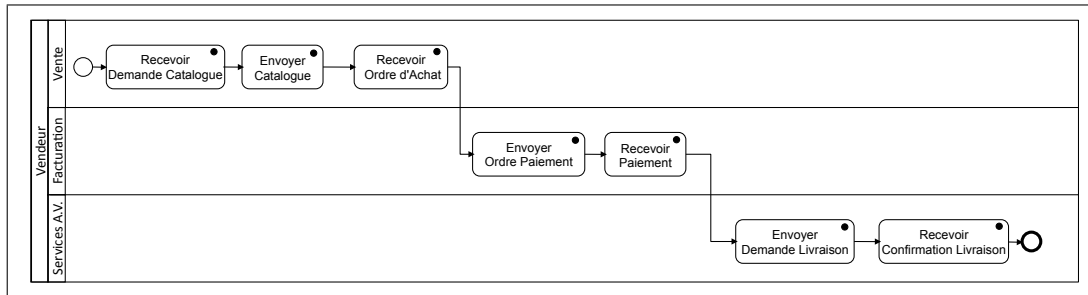 Vendeur
Vente
Recevoir
Demande Catalogue
Envoyer
Catalogue
Recevoir
Ordre d'Achat
Facturation
Envoyer
Ordre Paiement
Recevoir
Paiement
Services A.V.
Envoyer
Demande Livraison
Recevoir
Confirmation Livraison